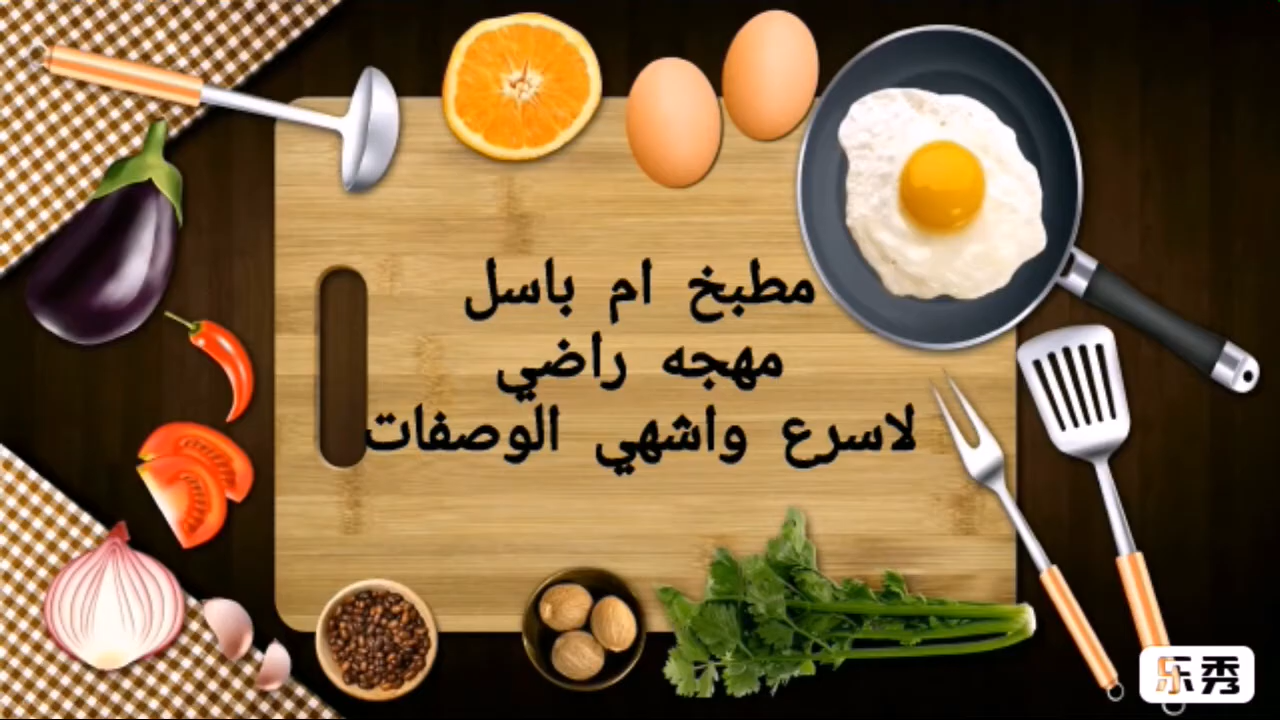 مطبخ ام باسل
مهجه راضي
لاسرع واشهي الوصفات
乐秀